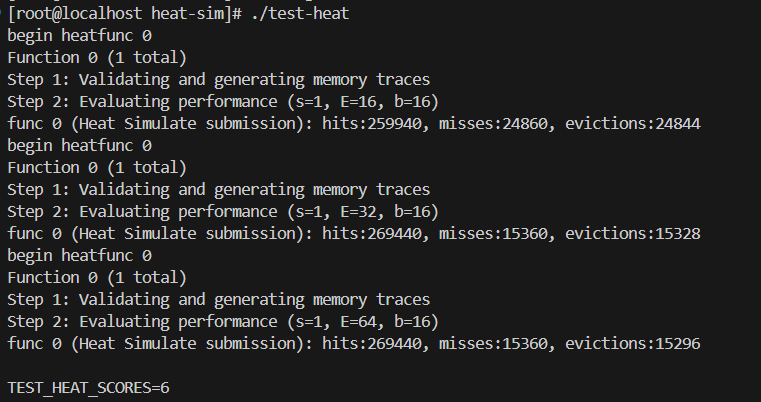 [root@localhost heat-sim]# ./test-heat
begin heatfunc 0
Function 0 (1 total)
Step 1: Validating and generating memory traces
Step 2: Evaluating performance (s=1, E=16, b=16)
func 0 (Heat Simulate submission): hits:259940, misses:24860, evictions:24844
begin heatfunc 0
Function 0 (1 total)
Step 1: Validating and generating memory traces
Step 2: Evaluating performance (s=1, E=32, b=16)
func 0 (Heat Simulate submission): hits:269440, misses:15360, evictions:15328
begin heatfunc 0
Function 0 (1 total)
Step 1: Validating and generating memory traces
Step 2: Evaluating performance (s=1, E=64, b=16)
func 0 (Heat Simulate submission): hits:269440, misses:15360, evictions:15296
TEST_HEAT_SCORES=6